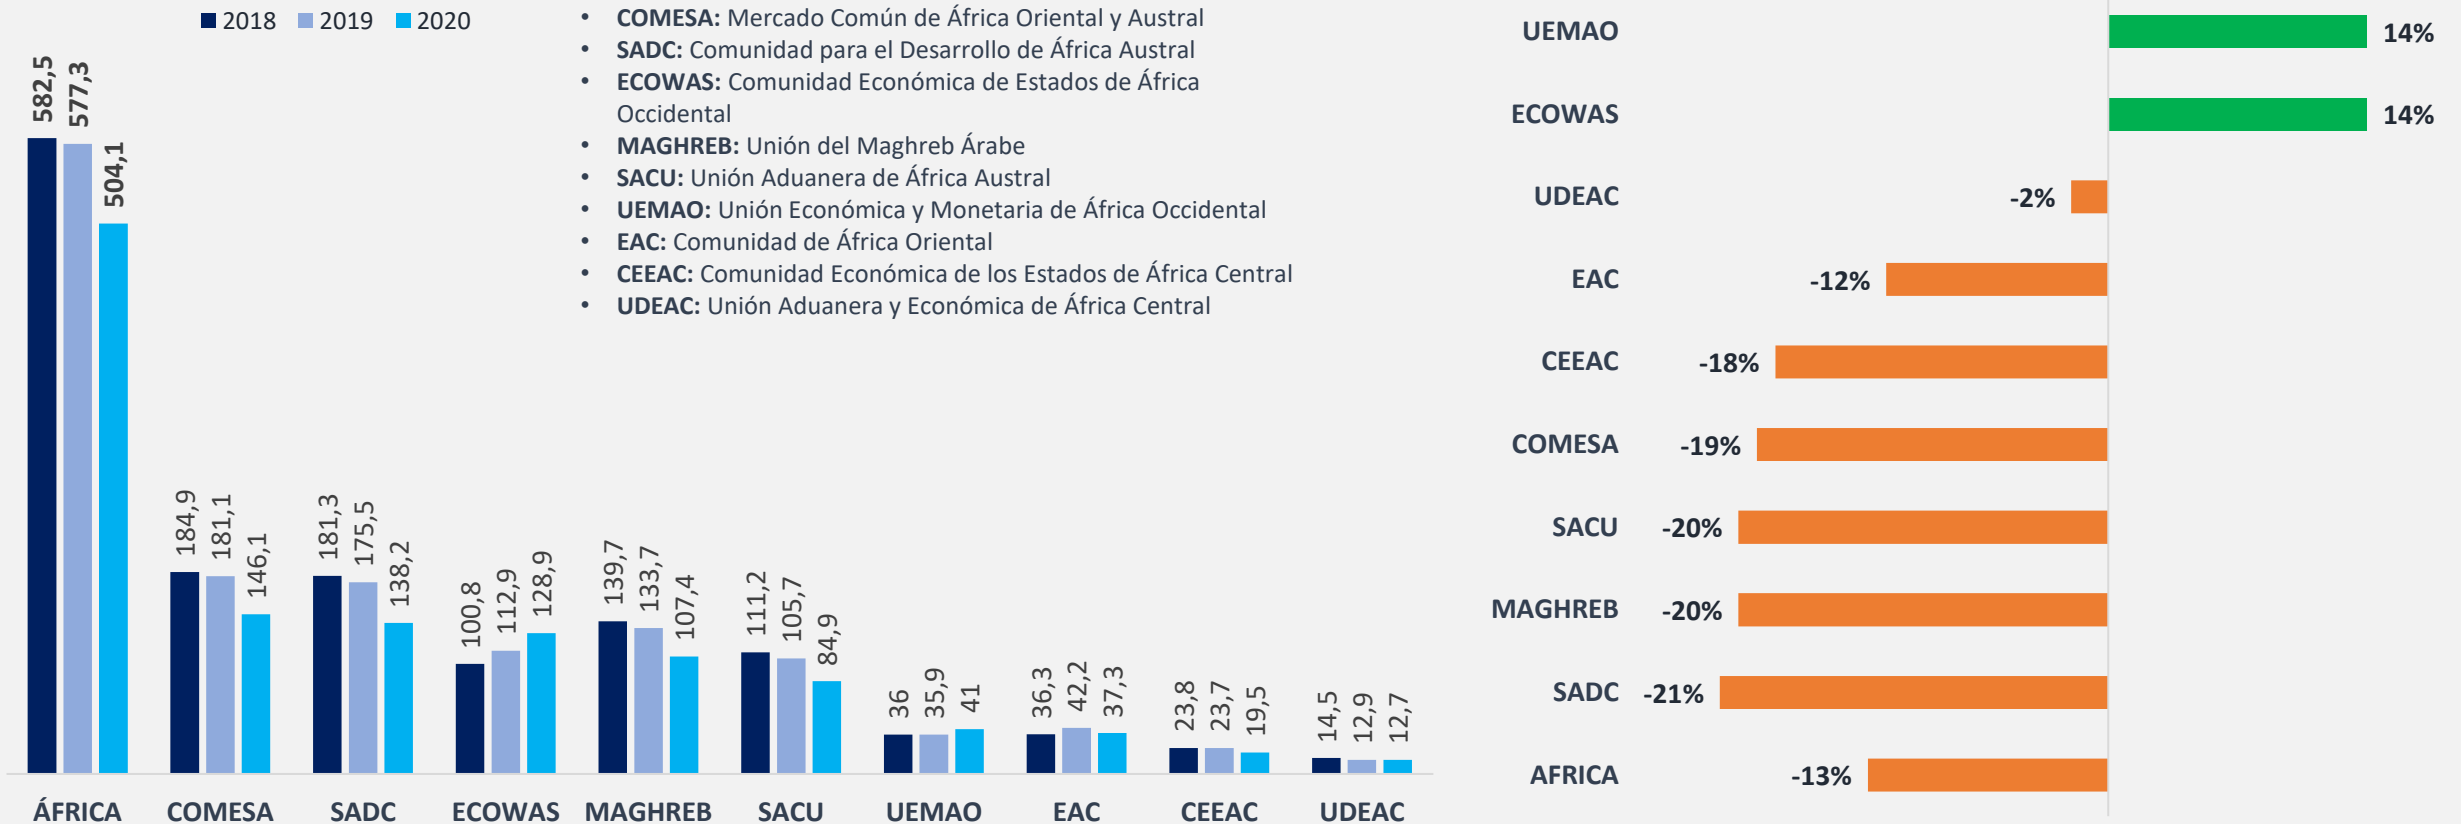 2018 2019 2020
• COMESA: Mercado Común de África Oriental y Austral
• SADC: Comunidad para el Desarrollo de África Austral
• ECOWAS: Comunidad Económica de Estados de África
Occidental
• MAGHREB: Unión del Maghreb Árabe
• SACU: Unión Aduanera de África Austral
• UEMAO: Unión Económica y Monetaria de África Occidental
• EAC: Comunidad de África Oriental
• CEEAC: Comunidad Económica de los Estados de África Central
• UDEAC: Unión Aduanera y Económica de África Central
582,5 577,3 504,1
184,9 181,1 146,1
181,3 175,5 138,2
100,8 112,9 128,9
139,7 133,7 107,4
111,2 105,7 84,9
36 35,9 41
36,3 42,2 37,3
23,8 23,7 19,5
14,5 12,9 12,7
ÁFRICA COMESA SADC ECOWAS MAGHREB SACU UEMAO EAC CEEAC UDEAC
UEMAO 14%
ECOWAS 14%
UDEAC -2%
EAC -12%
CEEAC -18%
COMESA -19%
SACU -20%
MAGHREB -20%
SADC -21%
AFRICA -13%